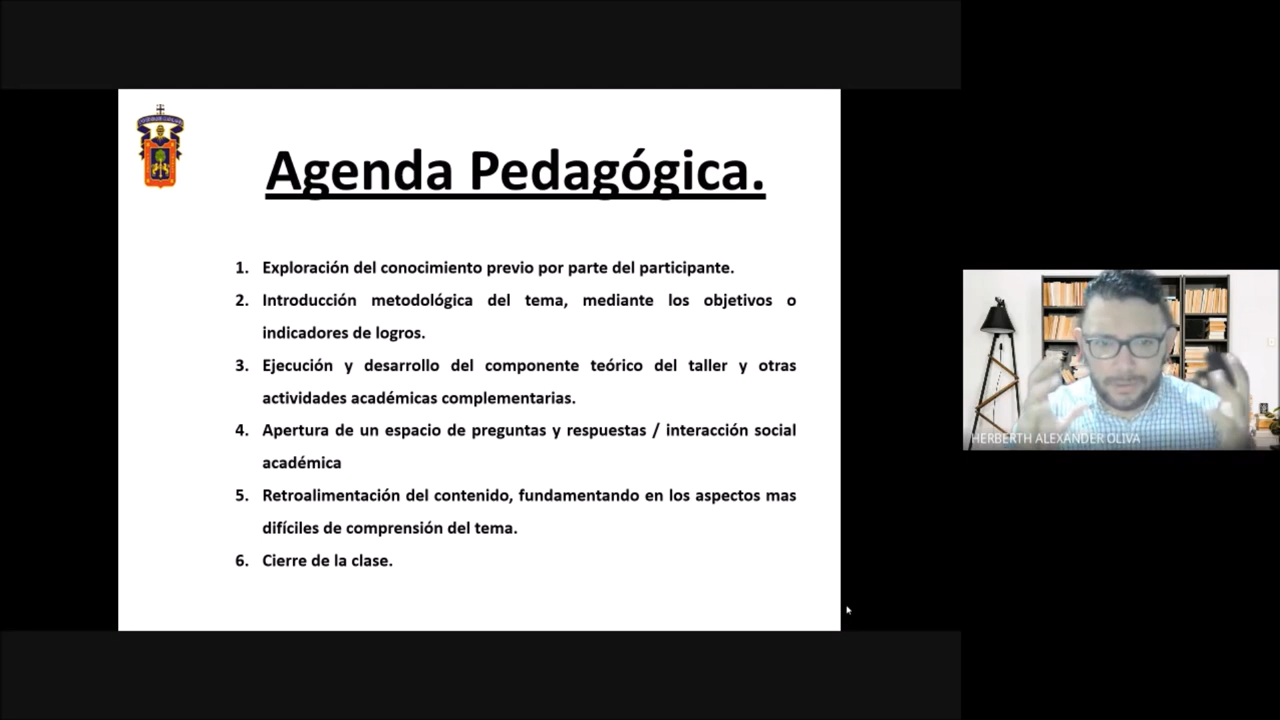 Agenda Pedagógica.
1. Exploración del conocimiento previo por parte del participante.
2. Introducción metodológica del tema, mediante los objetivos o
indicadores de logros.
3. Ejecución y desarrollo del componente teórico del taller y otras
actividades académicas complementarias.
4. Apertura de un espacio de preguntas y respuestas / interacción social
académica
5. Retroalimentación del contenido, fundamentando en los aspectos mas
difíciles de comprensión del tema.
6. Cierre de la clase.
HERBERTH ALEXANDER OLIVA